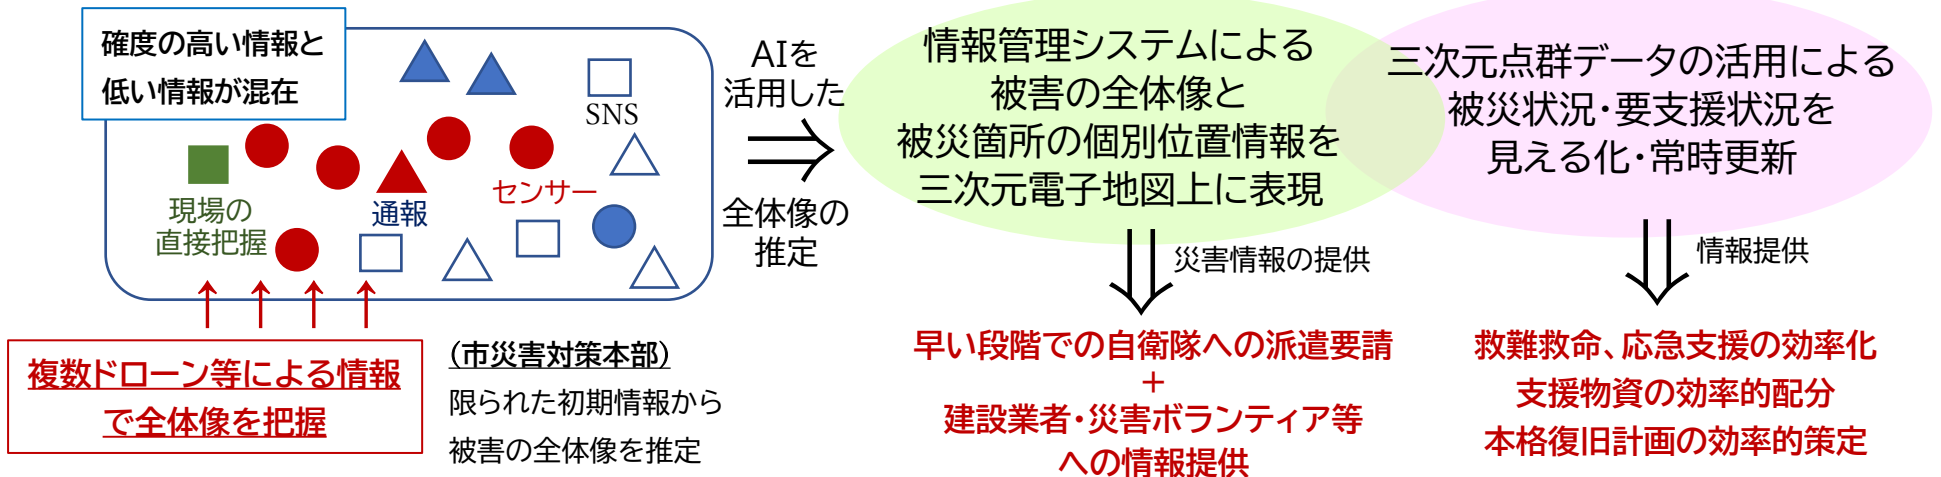 確度の高い情報と
低い情報が混在
SNS
センサー
通報
現場の
直接把握
複数ドローン等による情報
で全体像を把握
(市災害対策本部)
限られた初期情報から
被害の全体像を推定
AIを
活用した
全体像の
推定
情報管理システムによる
被害の全体像と
被災箇所の個別位置情報を
三次元電子地図上に表現
災害情報の提供
早い段階での自衛隊への派遣要請
+
建設業者・災害ボランティア等
への情報提供
三次元点群データの活用による
被災状況・要支援状況を
見える化・常時更新
情報提供
救難救命、応急支援の効率化
支援物資の効率的配分
本格復旧計画の効率的策定